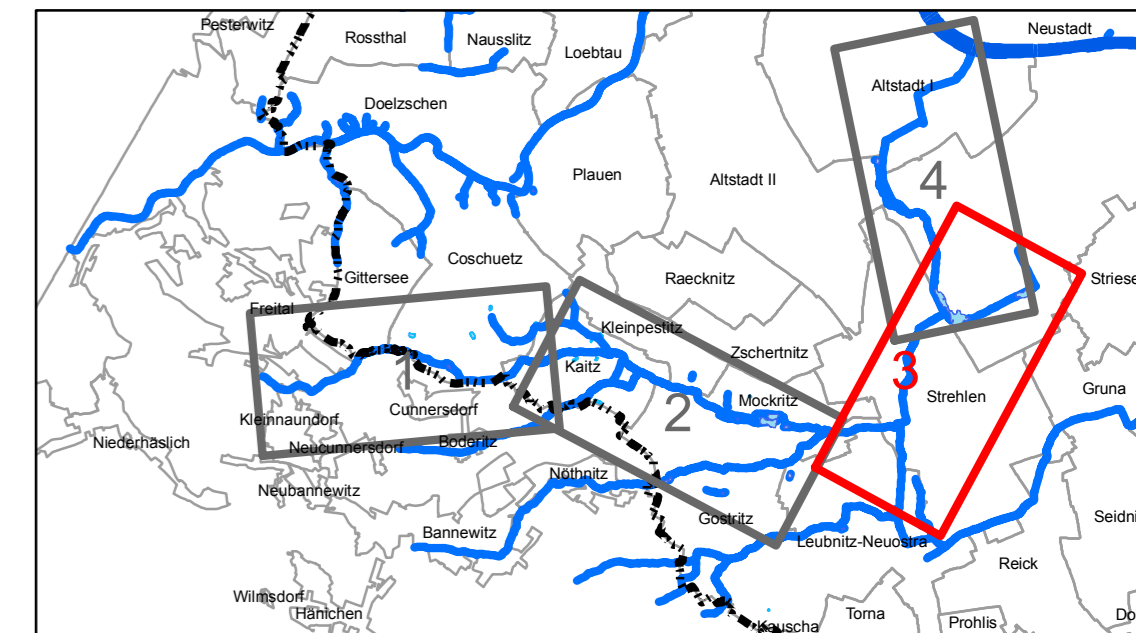 Pesterwitz
Rossthal
Nausslitz
Loebtau
Neustadt
Altstadt I
Doelzschen
Plauen
Altstadt II
4
Coschuetz
Gittersee
Raecknitz
Freital
Kleinpestitz
Zschertnitz
Kaitz
1
3
Strehlen
Gruna
Mockritz
2
Cunnersdorf
Kleinnaundorf
Niederhäslich
Neucunnersdorf
Boderitz
Nöthnitz
Neubannewitz
Gostritz
Bannewitz
Leubnitz-Neuostra
Reick
Wilmsdorf
Hänichen
Torna
Prohlis
Kauscha